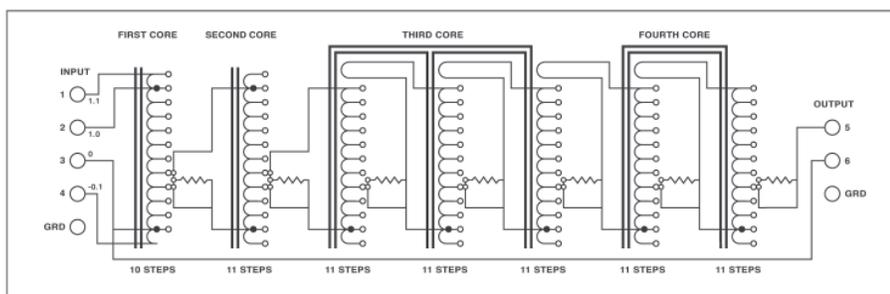 FIRST CORE SECOND CORE THIRD CORE FOURTH CORE
INPUT
1 1.1
OUTPUT
2 1.0 5
3 0 6
4 -0.1 GRD
GRD
10 STEPS 11 STEPS 11 STEPS 11 STEPS 11 STEPS 11 STEPS 11 STEPS